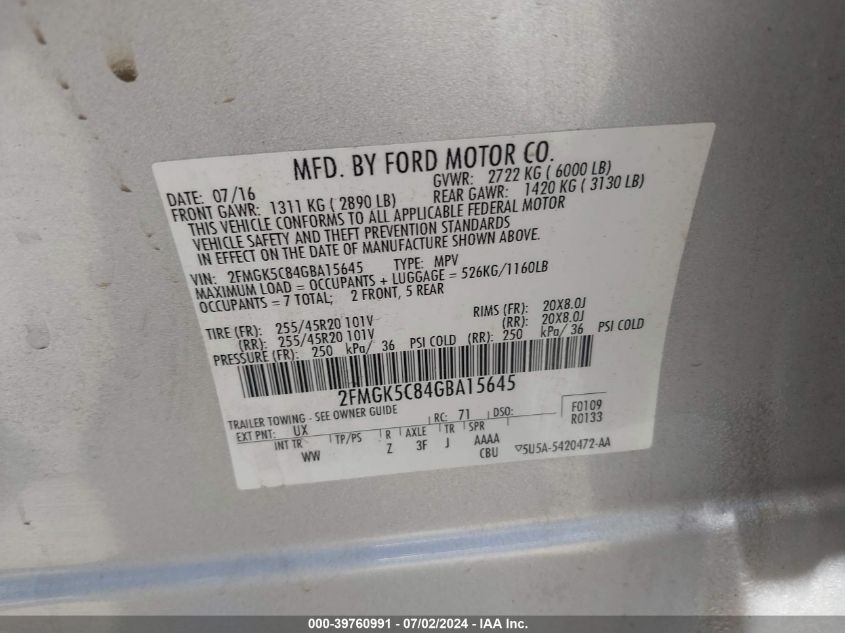 MFD. BY FORD MOTOR CO.
DATE: 07/16 GVWR: 2722 KG ( 6000 LB)
FRONT GAWR: 1311 KG ( 2890 LB) REAR GAWR: 1420 KG ( 3130 LB)
THIS VEHICLE CONFORMS TO ALL APPLICABLE FEDERAL MOTOR
VEHICLE SAFETY AND THEFT PREVENTION STANDARDS
IN EFFECT ON THE DATE OF MANUFACTURE SHOWN ABOVE.
VIN: 2FMGK5C84GBA15645 TYPE: MPV
MAXIMUM LOAD = OCCUPANTS + LUGGAGE = 526KG/1160LB
OCCUPANTS = 7 TOTAL; 2 FRONT, 5 REAR
TIRE (FR): 255/45R20 101V RIMS (FR): 20X8.0J
(RR): 255/45R20 101V (RR): 20X8.0J
PRESSURE (FR): 250 kPa/ 36 PSI COLD (RR): 250 kPa/ 36 PSI COLD
2FMGK5C84GBA15645
TRAILER TOWING - SEE OWNER GUIDE
EXT PNT: UX RC: 71 DSO: F0109
INT TR TP/PS R AXLE TR SPR R0133
WW Z 3F J AAAA
CBU ▽5U5A-5420472-AA
000-39760991 / 07/02/2024 - IAA Inc.